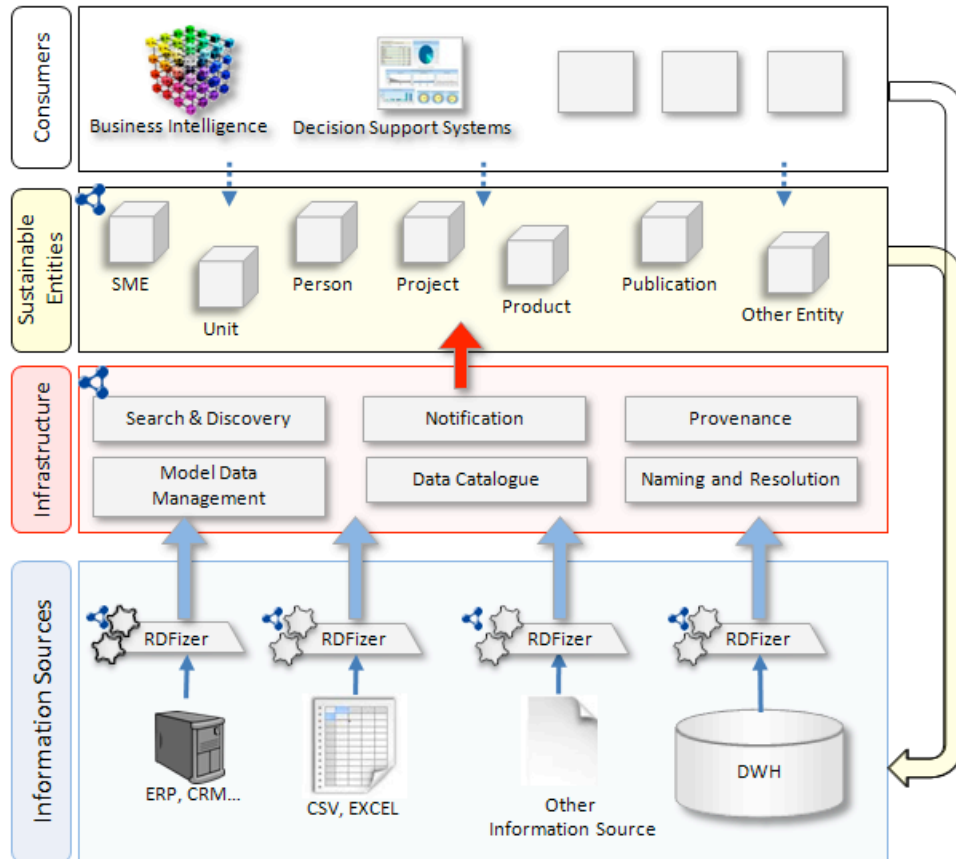 Consumers
Business Intelligence
Decision Support Systems
Sustainable
Entities
SME
Unit
Person
Project
Product
Publication
Other Entity
Infrastructure
Search & Discovery
Notification
Provenance
Model Data
Management
Data Catalogue
Naming and Resolution
Information Sources
RDFizer
RDFizer
RDFizer
RDFizer
ERP, CRM...
CSV, EXCEL
Other
Information Source
DWH